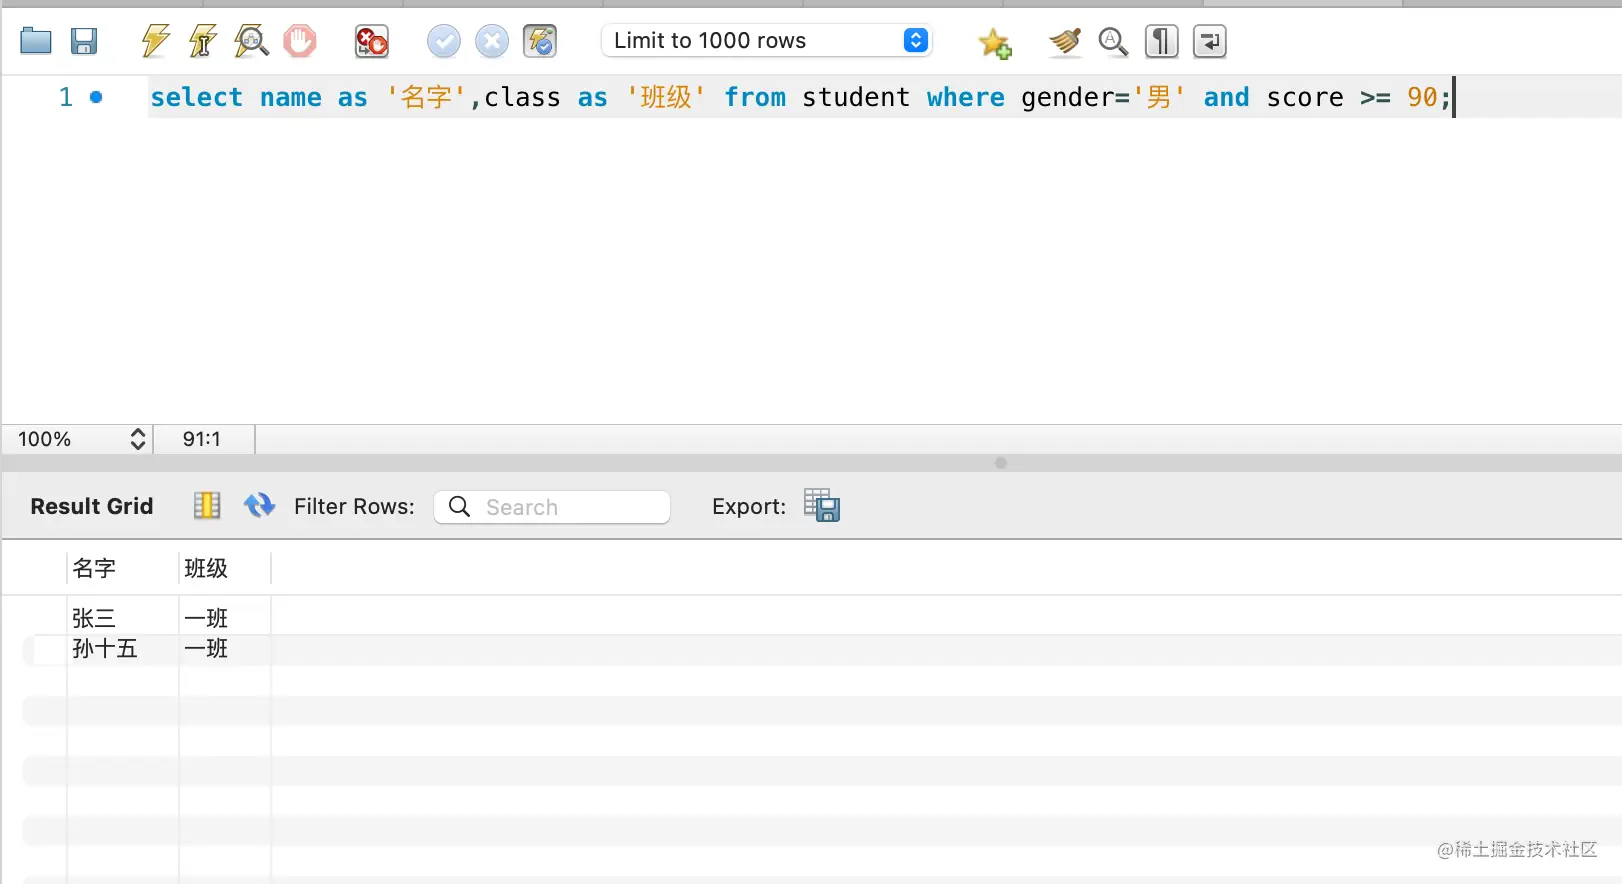 Limit to 1000 rows
1 select name as '名字',class as '班级' from student where gender='男' and score >= 90;
100% 91:1
Result Grid Filter Rows: Search Export:
名字 班级
张三 一班
孙十五 一班
@稀土掘金技术社区